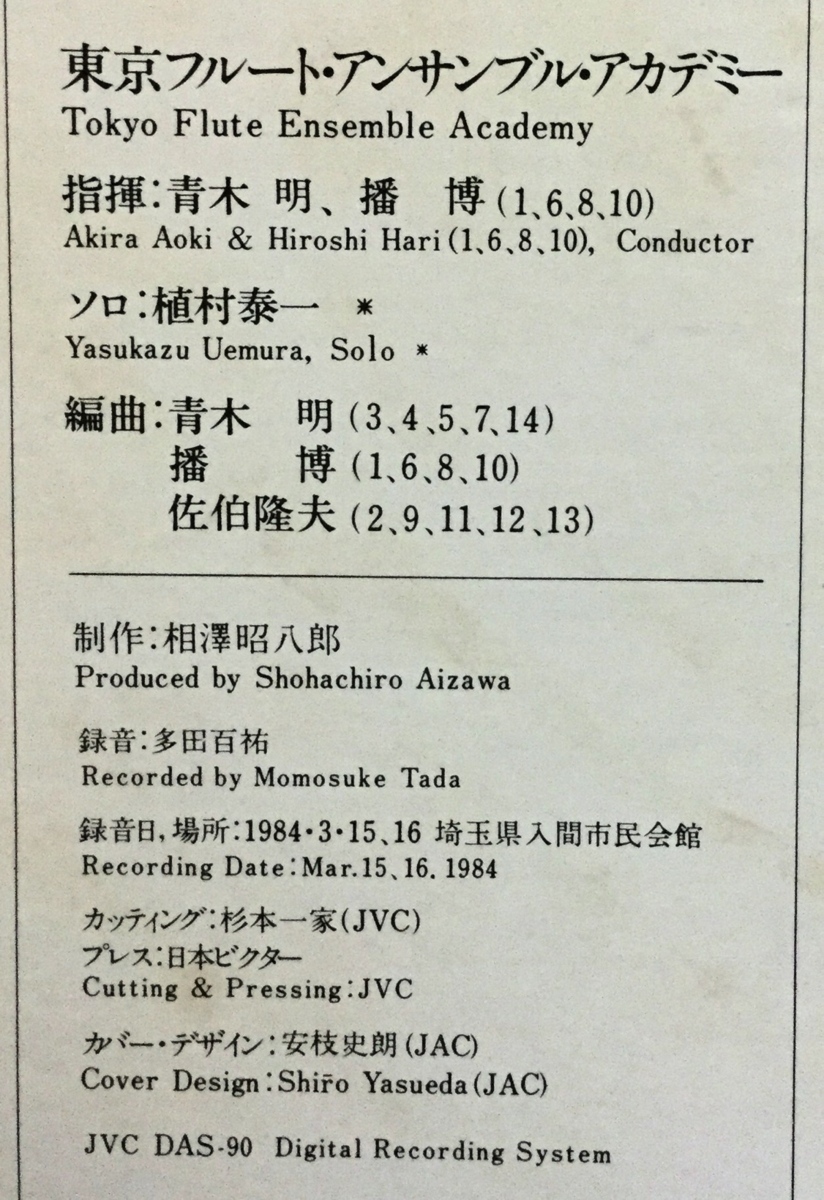 東京フルート・アンサンブル・アカデミー
Tokyo Flute Ensemble Academy
指揮:青木 明、播 博(1、6、8、10)
Akira Aoki & Hiroshi Hari(1、6、8、10), Conductor
ソロ:植村泰一 *
Yasukazu Uemura, Solo *
編曲:青木 明(3、4、5、7、14)
播 博(1、6、8、10)
佐伯隆夫(2、9、11、12、13)
制作:相澤昭八郎
Produced by Shohachiro Aizawa
録音:多田百祐
Recorded by Momosuke Tada
録音日,場所:1984・3・15、16 埼玉県入間市民会館
Recording Date:Mar.15、16. 1984
カッティング:杉本一家(JVC)
プレス:日本ビクター
Cutting & Pressing:JVC
カバー・デザイン:安枝史朗(JAC)
Cover Design:Shiro Yasueda(JAC)
JVC DAS-90 Digital Recording System